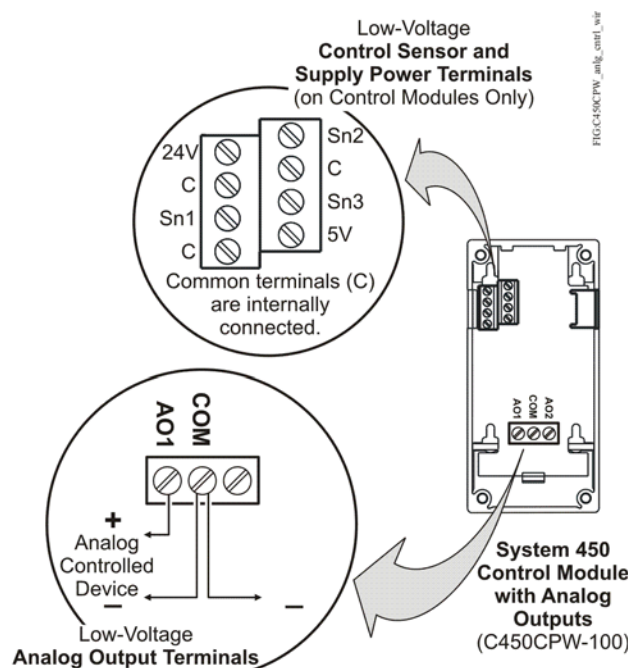 Low-Voltage
Control Sensor and
Supply Power Terminals
(on Control Modules Only)
FIG:C450CPW_anlg_cntrl_wir
24V
C
Sn1
C
Sn2
C
Sn3
5V
Common terminals (C)
are internally
connected.
AO1
COM
AO2
AO1
COM
+
Analog
Controlled
Device
–
–
Low-Voltage
Analog Output Terminals
System 450
Control Module
with Analog
Outputs
(C450CPW-100)